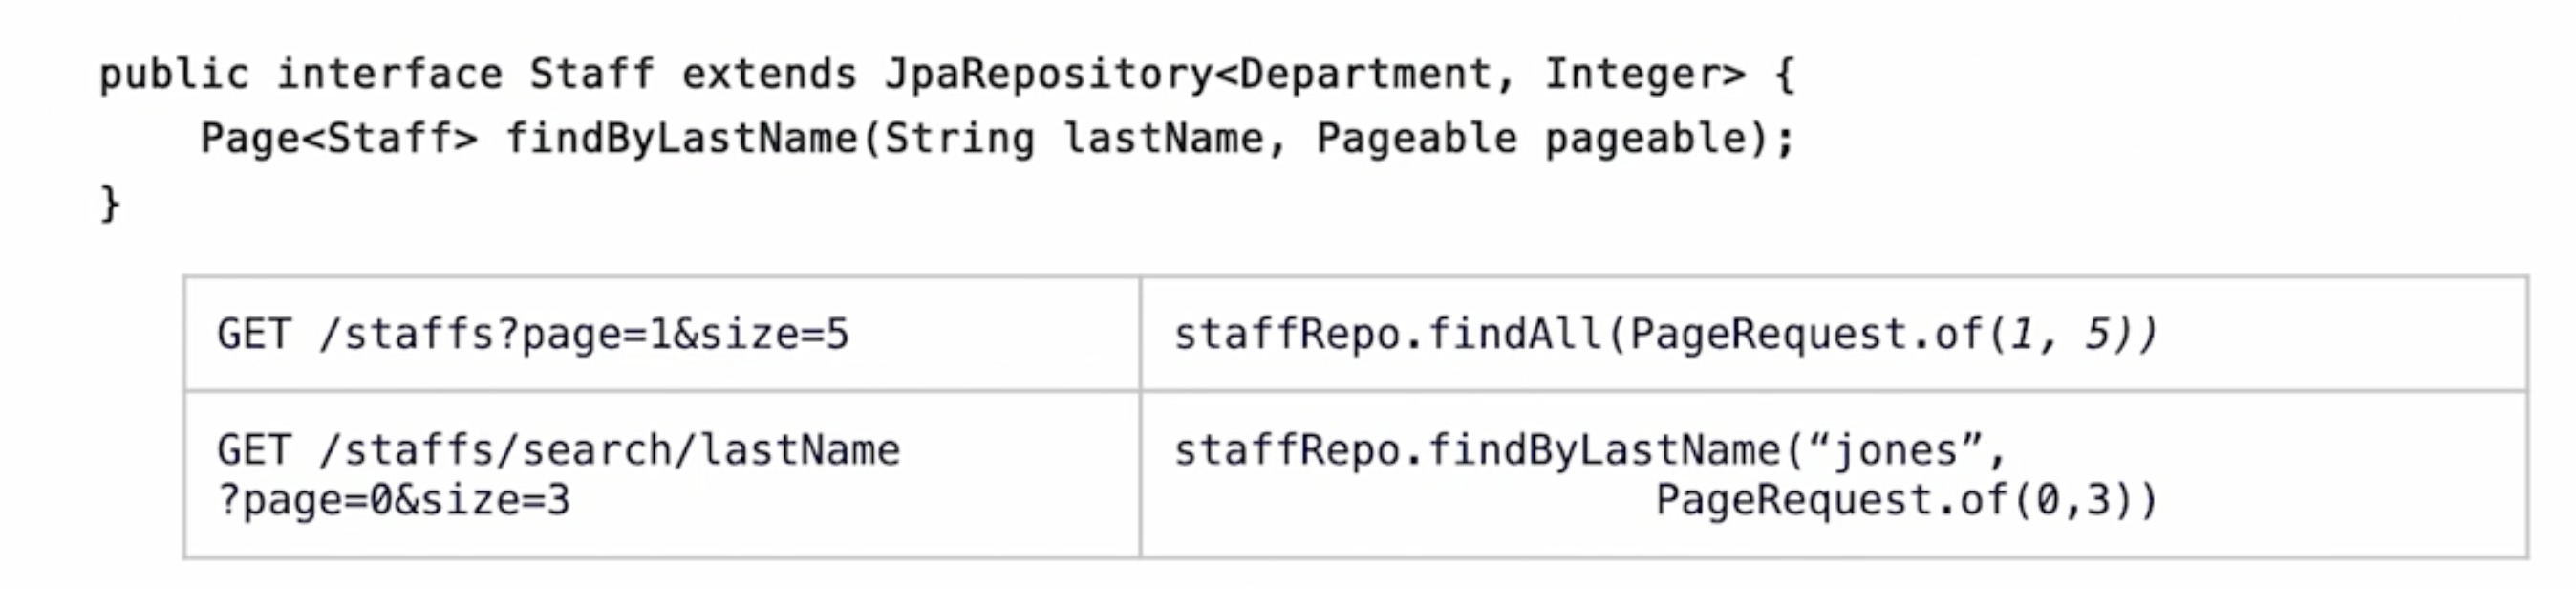 public interface Staff extends JpaRepository<Department, Integer> {
Page<Staff> findByLastName(String lastName, Pageable pageable);
}
GET /staffs?page=1&size=5
staffRepo.findAll(PageRequest.of(1, 5))
GET /staffs/search/lastName
?page=0&size=3
staffRepo.findByLastName(“jones”,
PageRequest.of(0,3))